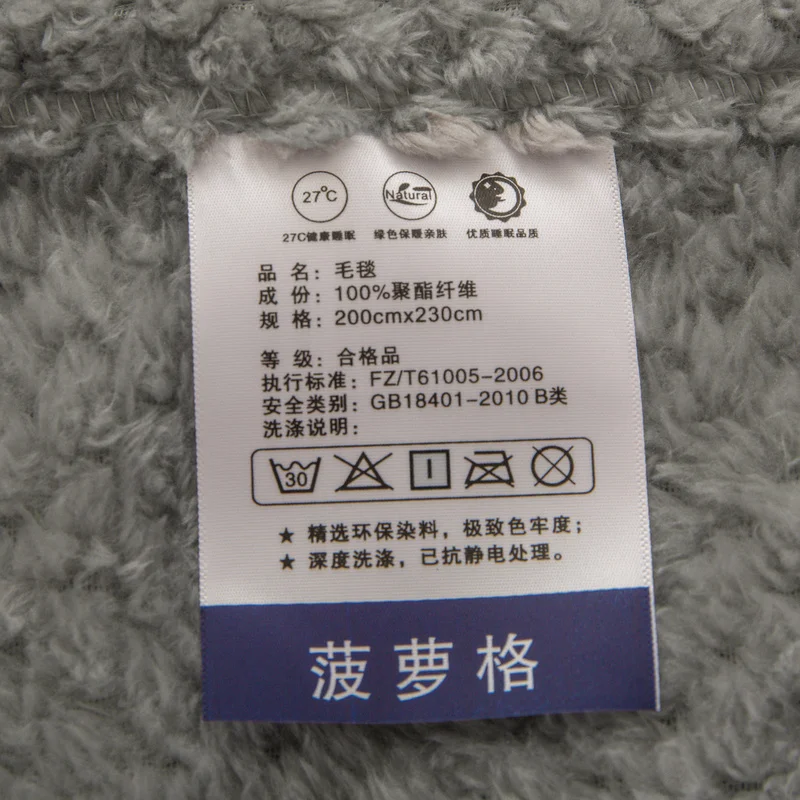 27℃
Natural
27C健康睡眠 绿色保暖亲肤 优质睡眠品质
品 名：毛毯
成 份：100%聚酯纤维
规 格：200cmx230cm
等 级：合格品
执行标准：FZ/T61005-2006
安全类别：GB18401-2010 B类
洗涤说明：
30
★ 精选环保染料，极致色牢度；
★ 深度洗涤，已抗静电处理。
菠萝格